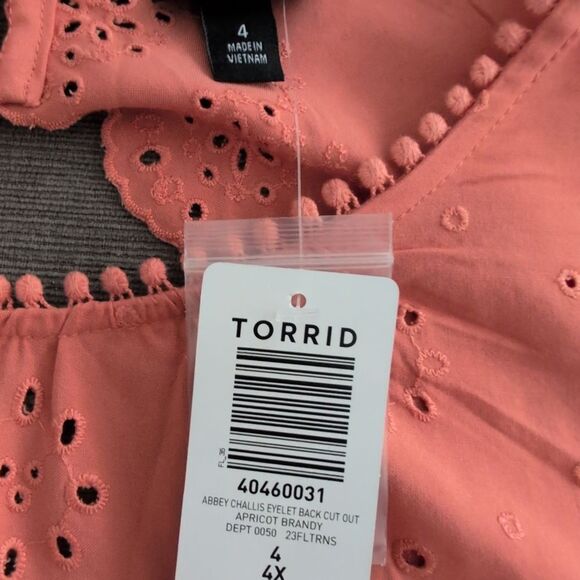 4
MADE IN
VIETNAM
TORRID
FL_35
40460031
ABBEY CHALLIS EYELET BACK CUT OUT
APRICOT BRANDY
DEPT 0050 23FLTRNS
4
4X